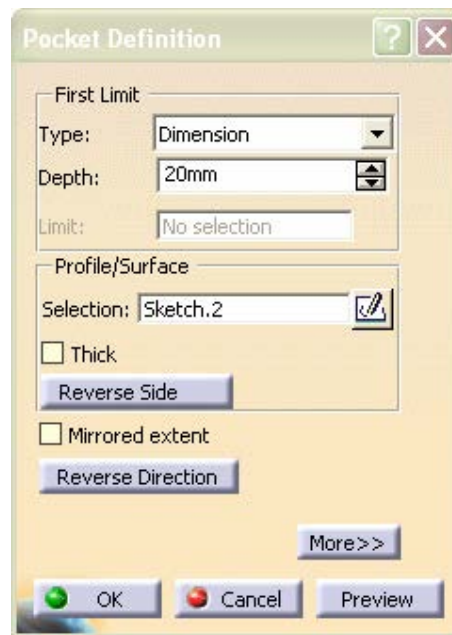 Pocket Definition ?
First Limit
Type: Dimension
Depth: 20mm
Limit: No selection
Profile/Surface
Selection: Sketch.2
Thick
Reverse Side
Mirrored extent
Reverse Direction
More>>
OK Cancel Preview